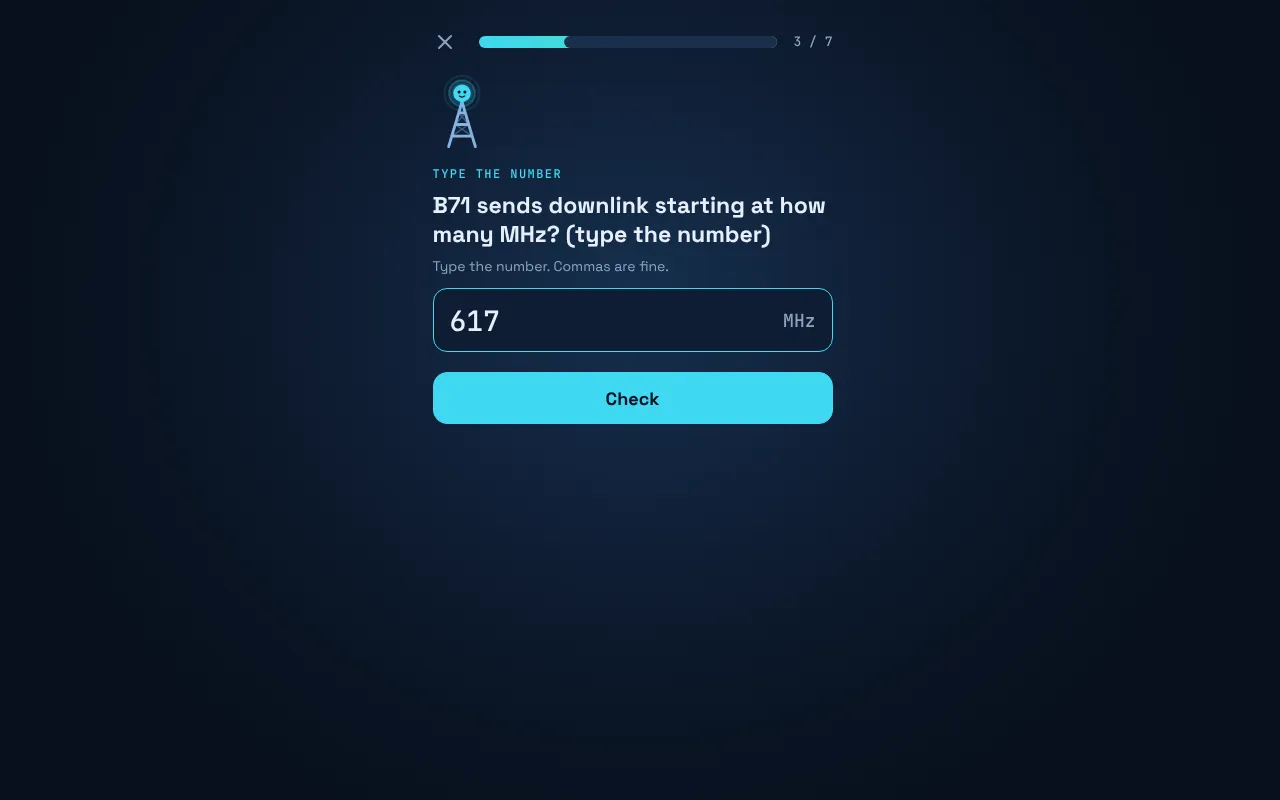 3 / 7
TYPE THE NUMBER
B71 sends downlink starting at how
many MHz? (type the number)
Type the number. Commas are fine.
617 MHz
Check